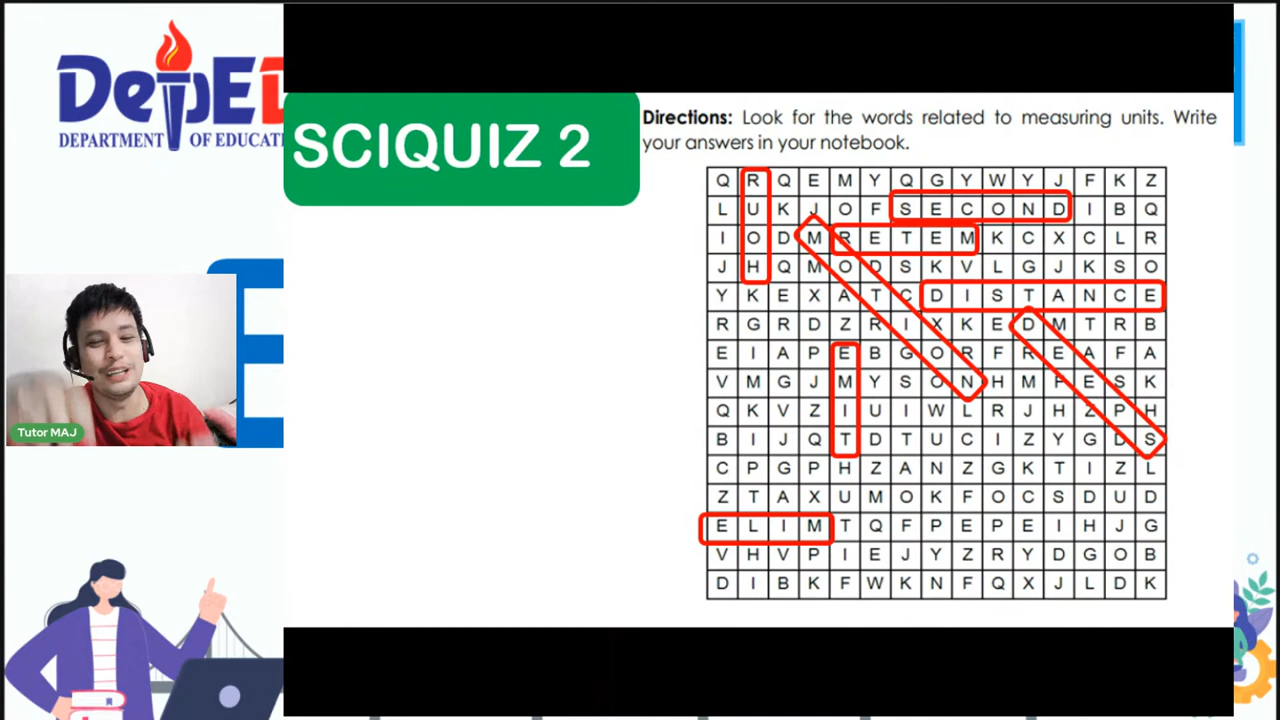 DepED
DEPARTMENT OF EDUCATI
SCIQUIZ 2
Directions: Look for the words related to measuring units. Write
your answers in your notebook.
Q R Q E M Y Q G Y W Y J F K Z
L U K J O F S E C O N D I B Q
I O D M R E T E M K C X C L R
J H Q M O D S K V L G J K S O
Y K E X A T C D I S T A N C E
R G R D Z R I X K E D M T R B
E I A P E B G O R F R E A F A
V M G J M Y S O N H M P E S K
Q K V Z I U I W L R J H Z P H
B I J Q T D T U C I Z Y G D S
C P G P H Z A N Z G K T I Z L
Z T A X U M O K F O C S D U D
E L I M T Q F P E P E I H J G
V H V P I E J Y Z R Y D G O B
D I B K F W K N F Q X J L D K
Tutor MAJ